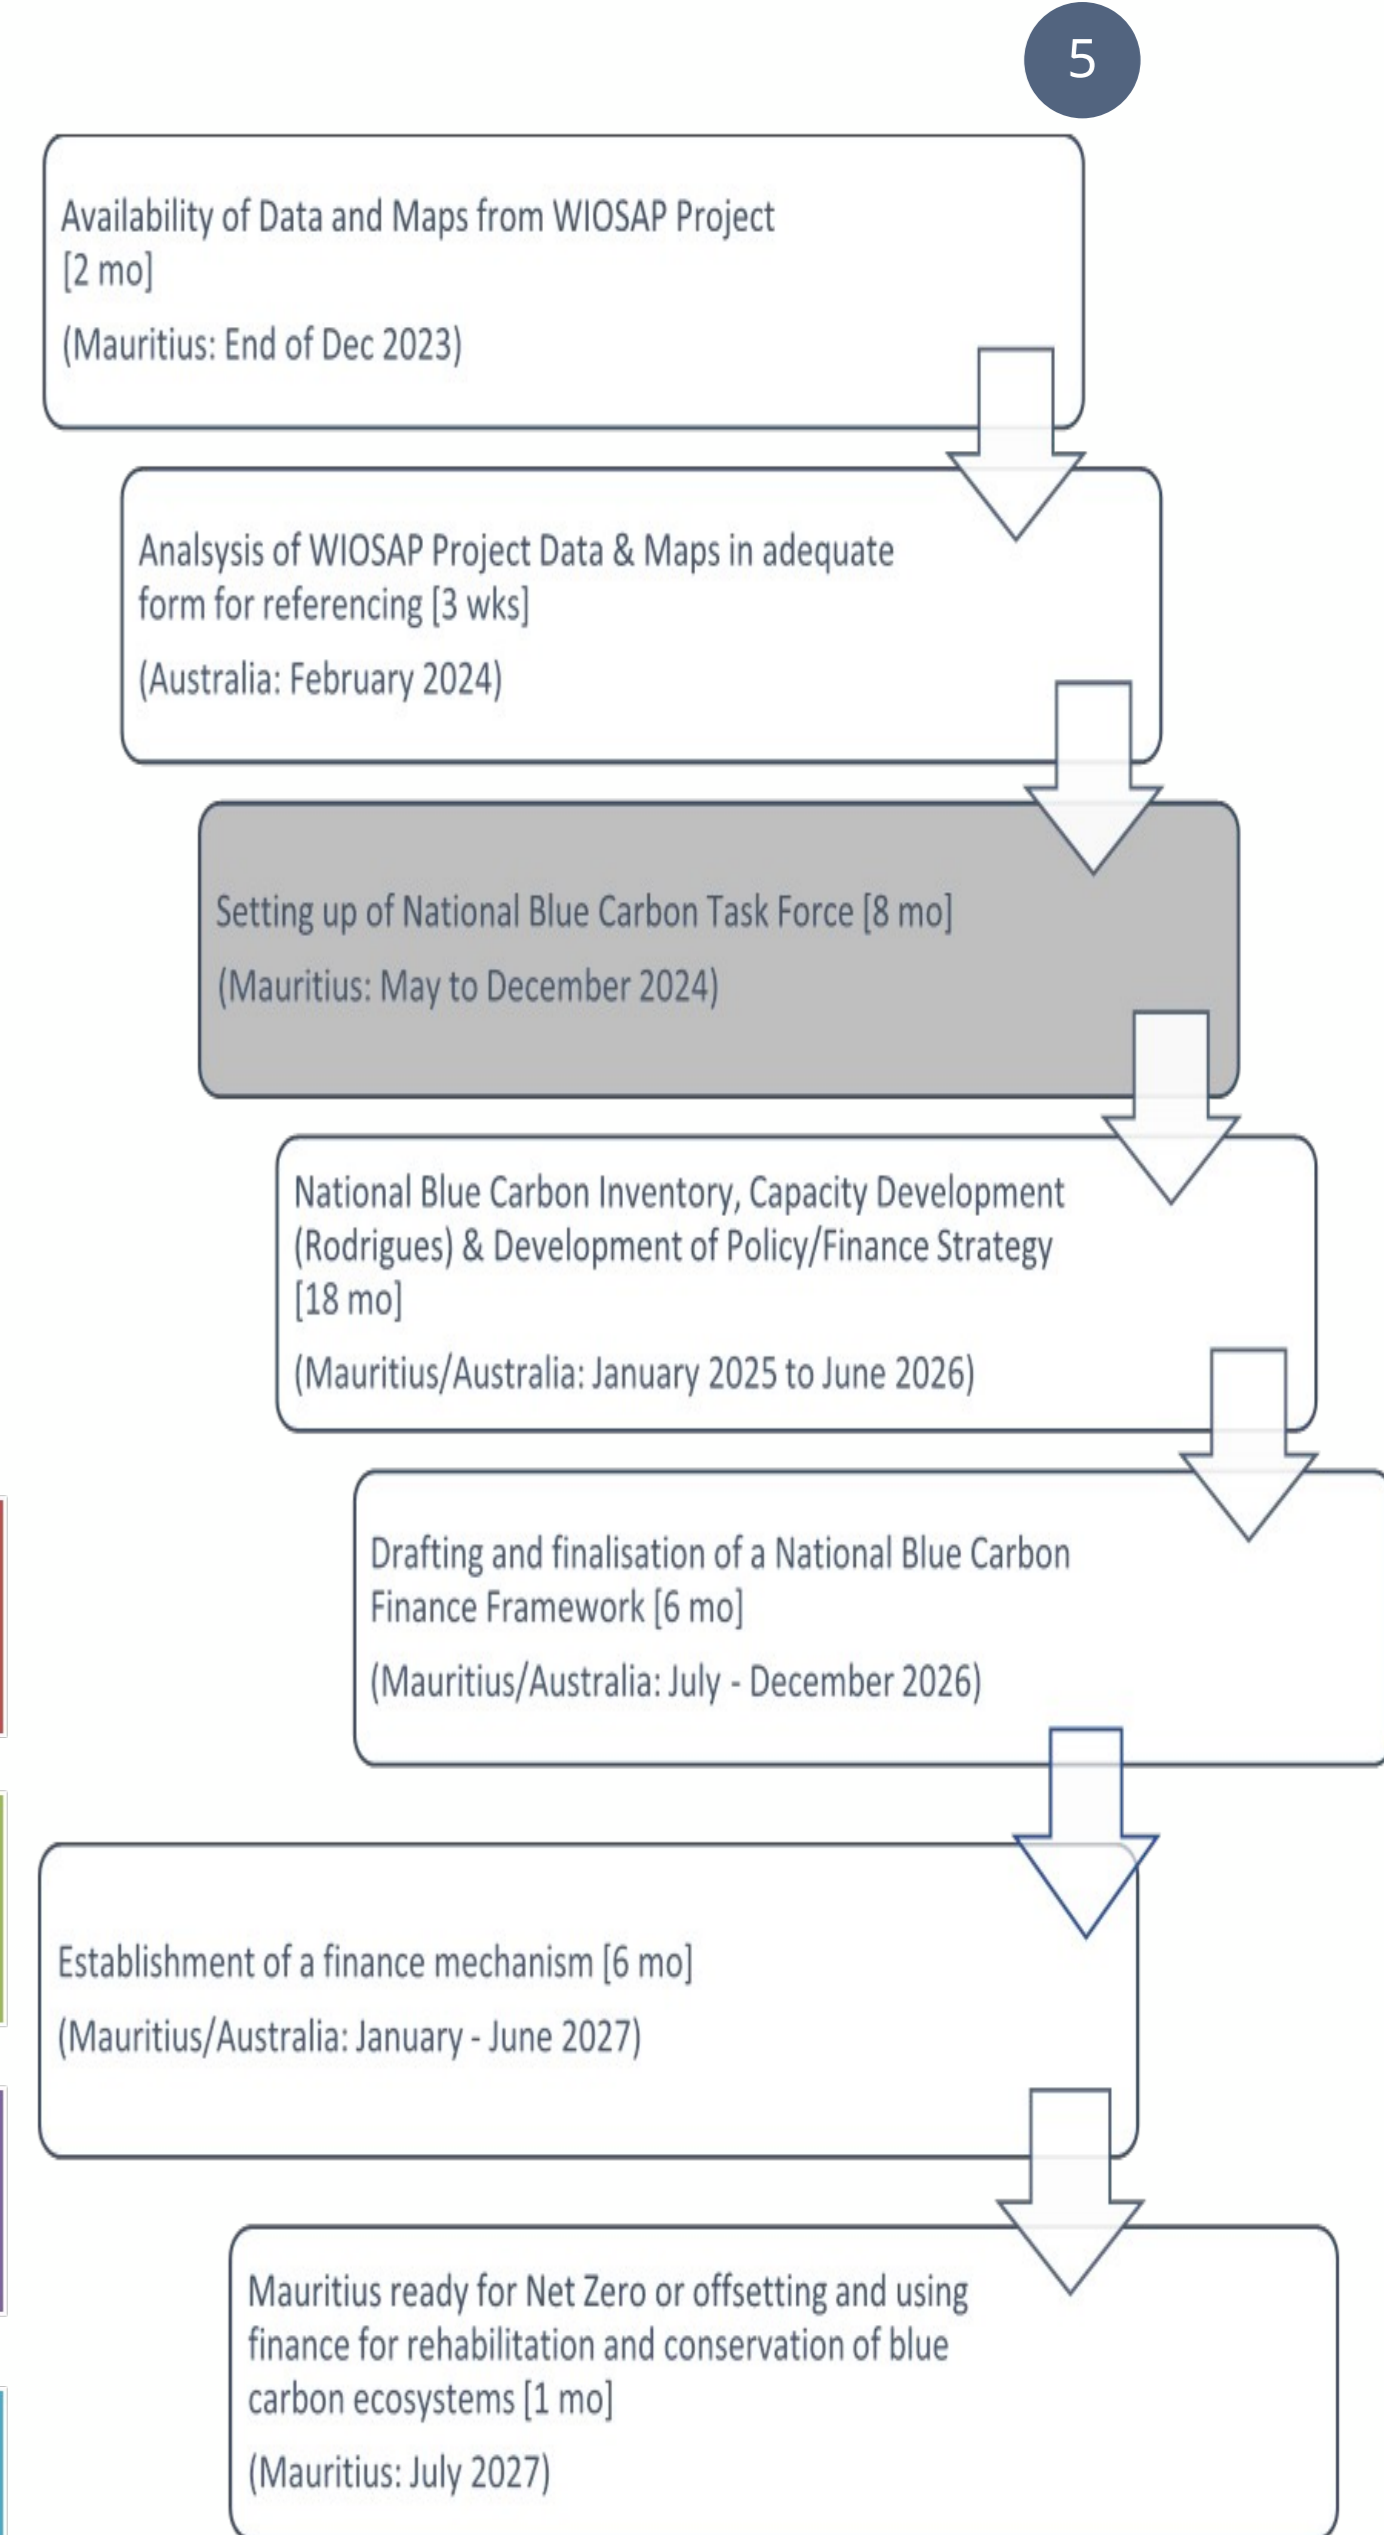 5
Availability of Data and Maps from WIOSAP Project
[2 mo]
(Mauritius: End of Dec 2023)
Analsysis of WIOSAP Project Data & Maps in adequate
form for referencing [3 wks]
(Australia: February 2024)
Setting up of National Blue Carbon Task Force [8 mo]
(Mauritius: May to December 2024)
National Blue Carbon Inventory, Capacity Development
(Rodrigues) & Development of Policy/Finance Strategy
[18 mo]
(Mauritius/Australia: January 2025 to June 2026)
Drafting and finalisation of a National Blue Carbon
Finance Framework [6 mo]
(Mauritius/Australia: July - December 2026)
Establishment of a finance mechanism [6 mo]
(Mauritius/Australia: January - June 2027)
Mauritius ready for Net Zero or offsetting and using
finance for rehabilitation and conservation of blue
carbon ecosystems [1 mo]
(Mauritius: July 2027)